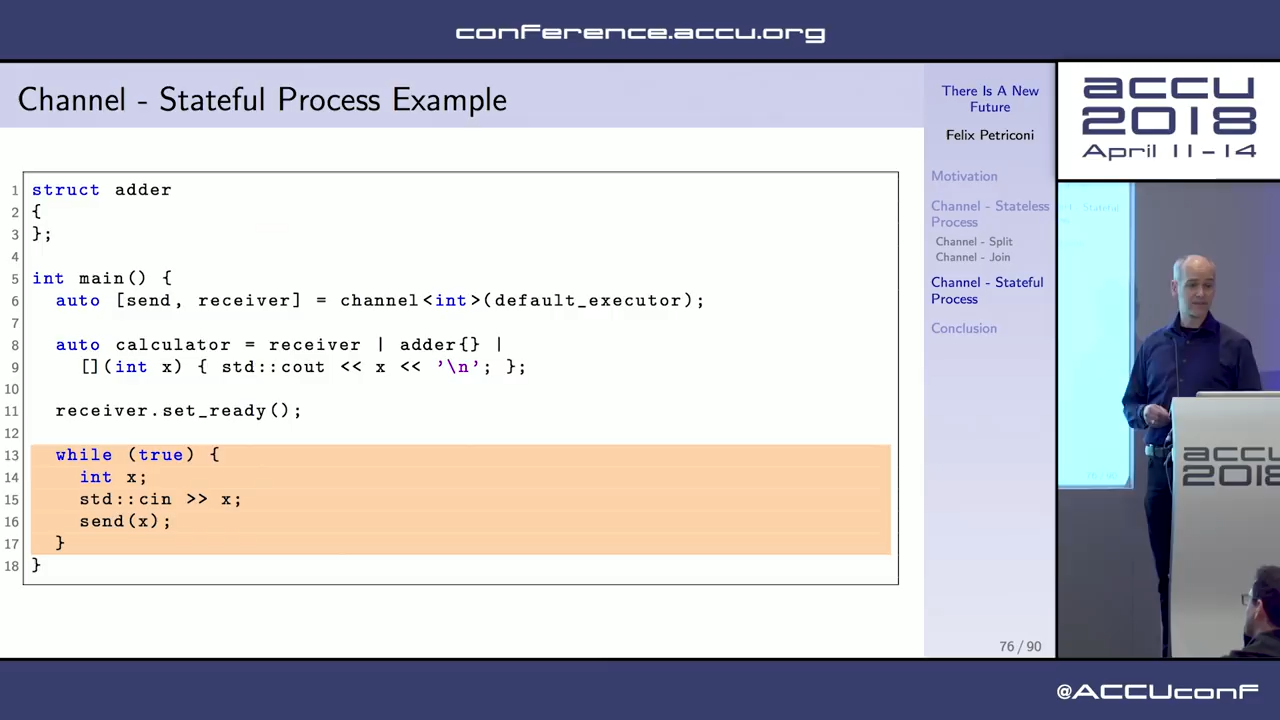 conference.accu.org
Channel - Stateful Process Example
1 struct adder
2 {
3 };
4
5 int main() {
6 auto [send, receiver] = channel<int>(default_executor);
7
8 auto calculator = receiver | adder{} |
9 [](int x) { std::cout << x << '\n'; };
10
11 receiver.set_ready();
12
13 while (true) {
14 int x;
15 std::cin >> x;
16 send(x);
17 }
18 }
There Is A New
Future
Felix Petriconi
Motivation
Channel - Stateless
Process
Channel - Split
Channel - Join
Channel - Stateful
Process
Conclusion
76 / 90
accu
2018
April 11-14
accu
2018
@ACCUconf